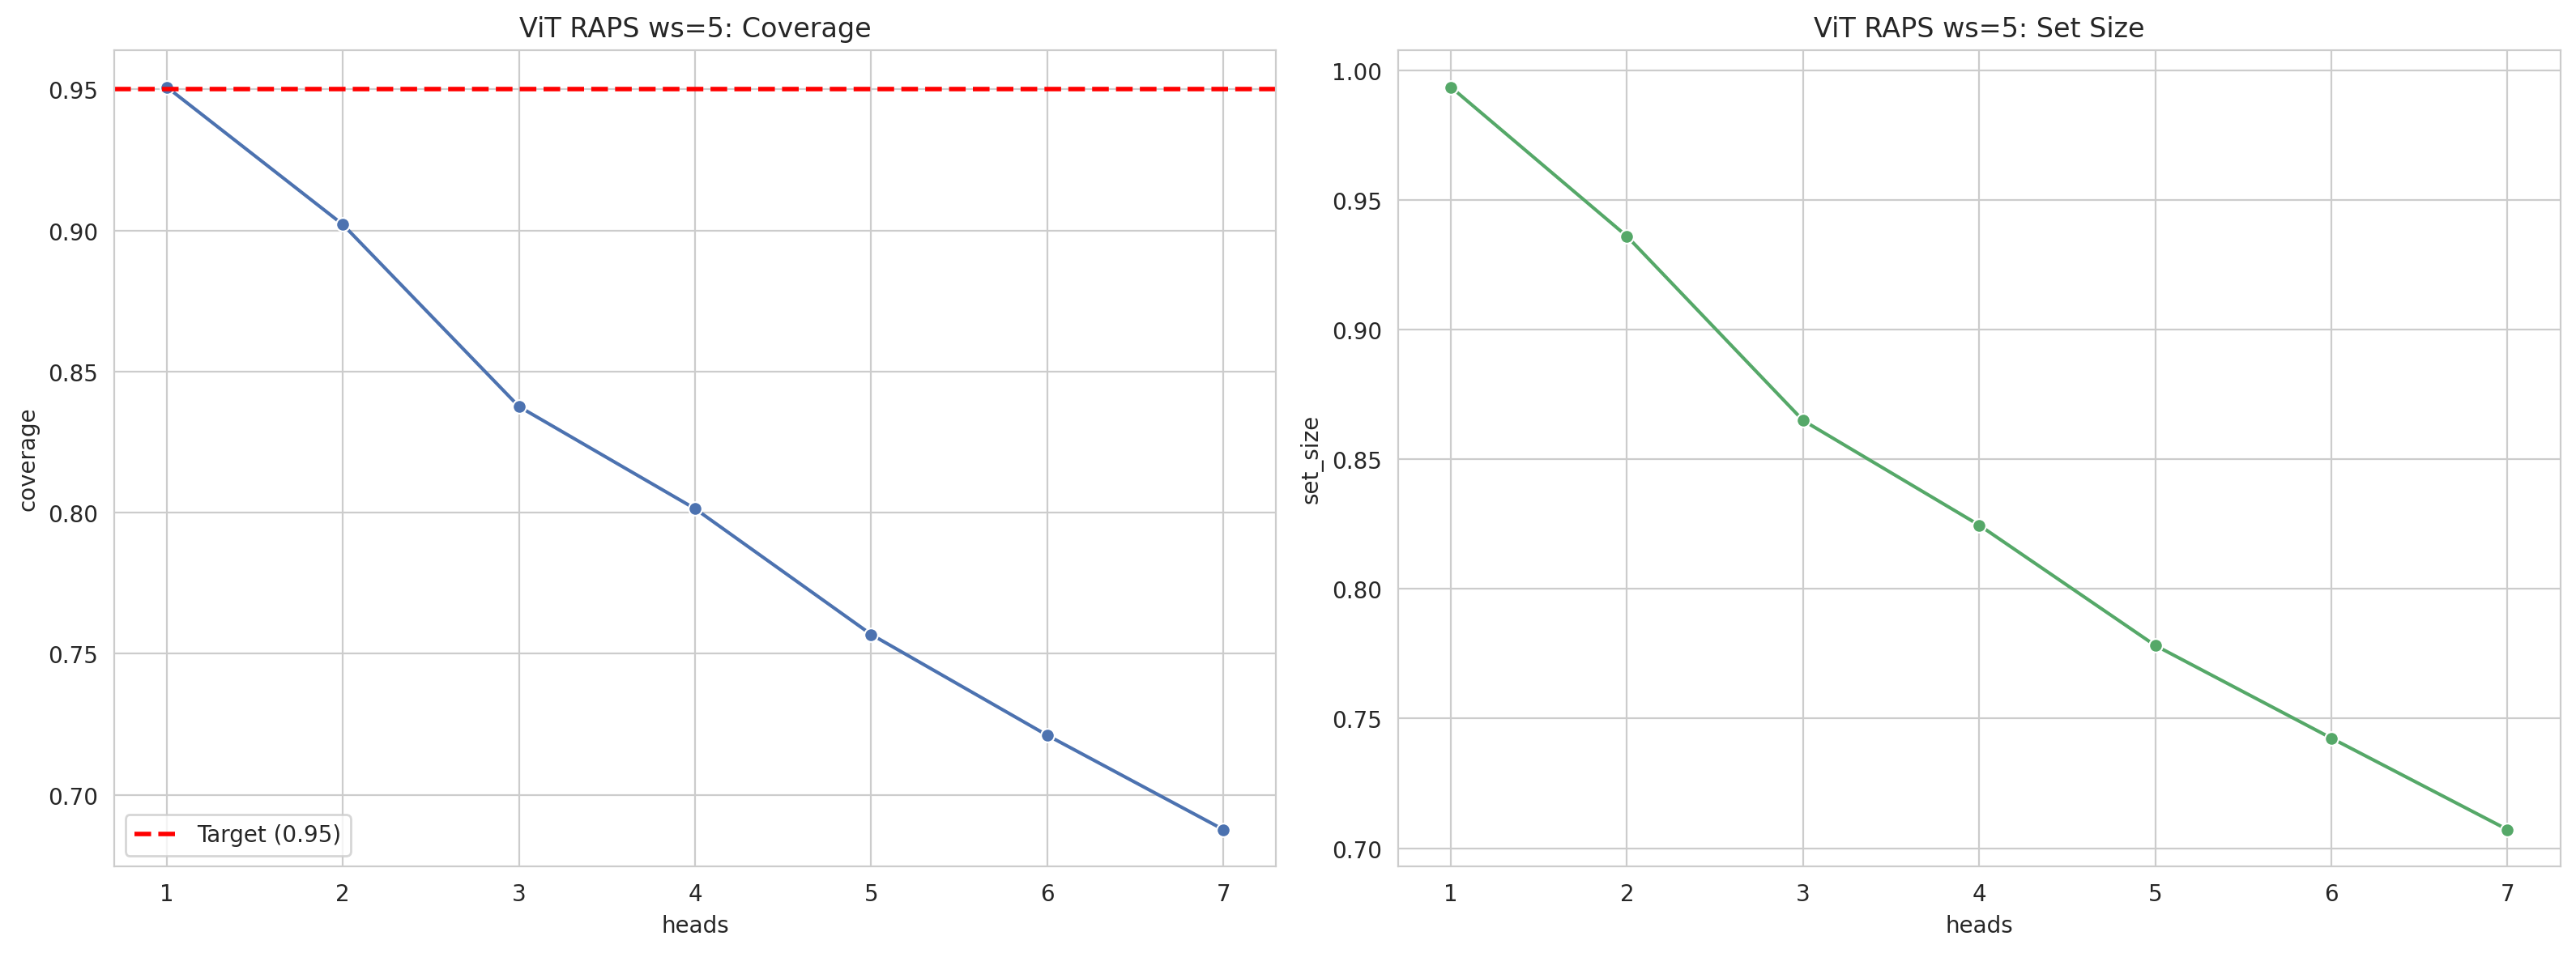 ViT RAPS ws=5: Coverage
0.95
0.90
0.85
0.80
0.75
0.70
coverage
Target (0.95)
1 2 3 4 5 6 7
heads
ViT RAPS ws=5: Set Size
1.00
0.95
0.90
0.85
0.80
0.75
0.70
set_size
1 2 3 4 5 6 7
heads